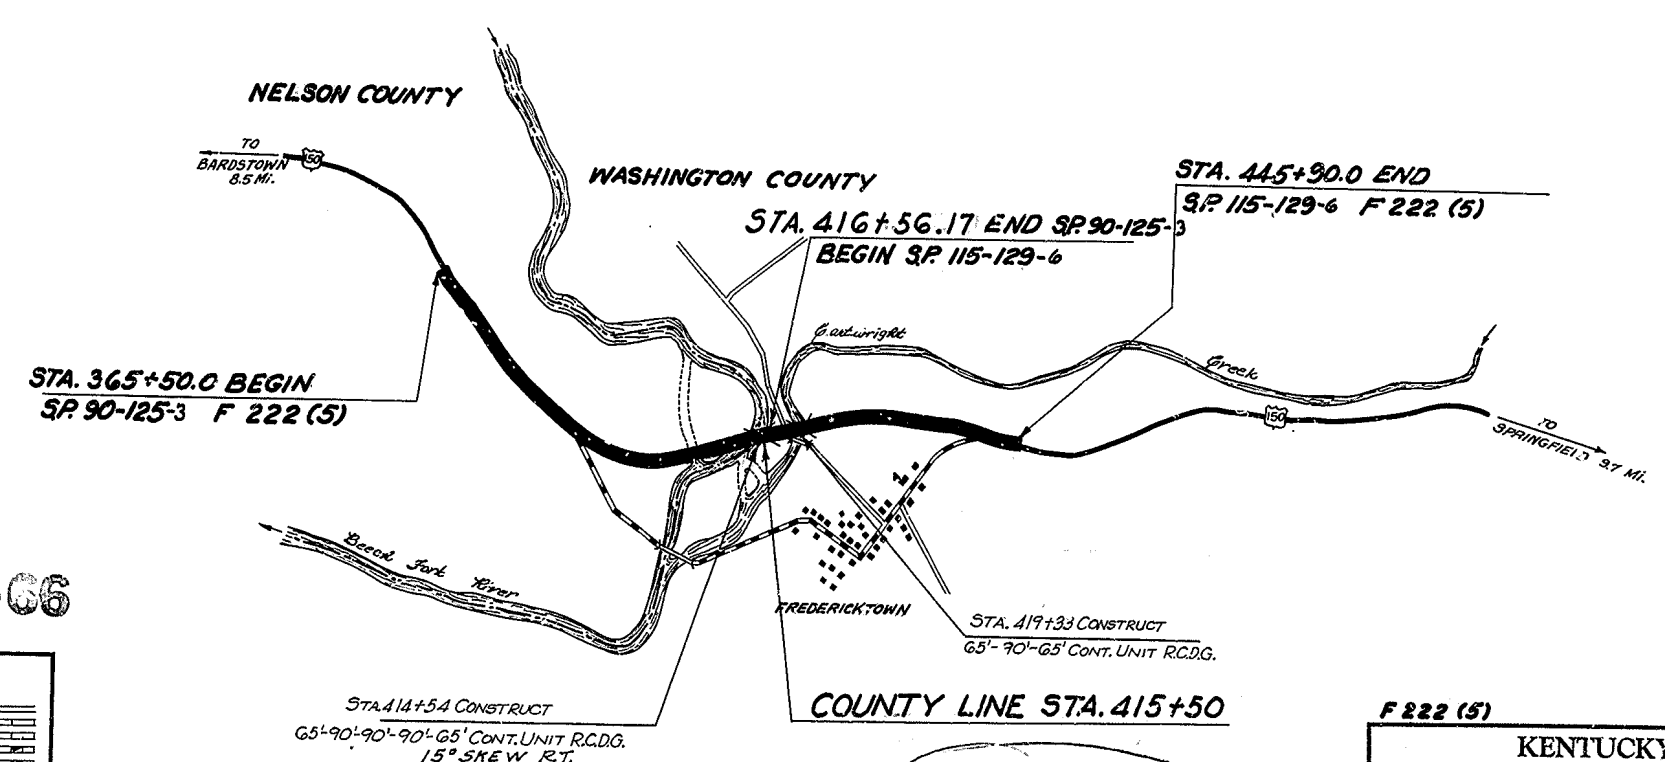 NELSON COUNTY
TO
BARDSTOWN
8.5 MI.
150
WASHINGTON COUNTY
STA. 416+56.17 END S.P. 90-125-3
BEGIN S.P. 115-129-6
STA. 445+90.0 END
S.P. 115-129-6 F 222 (5)
STA. 365+50.0 BEGIN
S.P. 90-125-3 F 222 (5)
Cartwright
Creek
150
TO
SPRINGFIELD 9.7 MI.
Beech Fork River
66
FREDERICKTOWN
STA. 419+33 CONSTRUCT
65'-90'-65' CONT. UNIT R.C.D.G.
STA 414+54 CONSTRUCT
65'-90'-90'-90'-65' CONT. UNIT R.C.D.G.
15° SKEW RT.
COUNTY LINE STA. 415+50
F 222 (5)
KENTUCKY